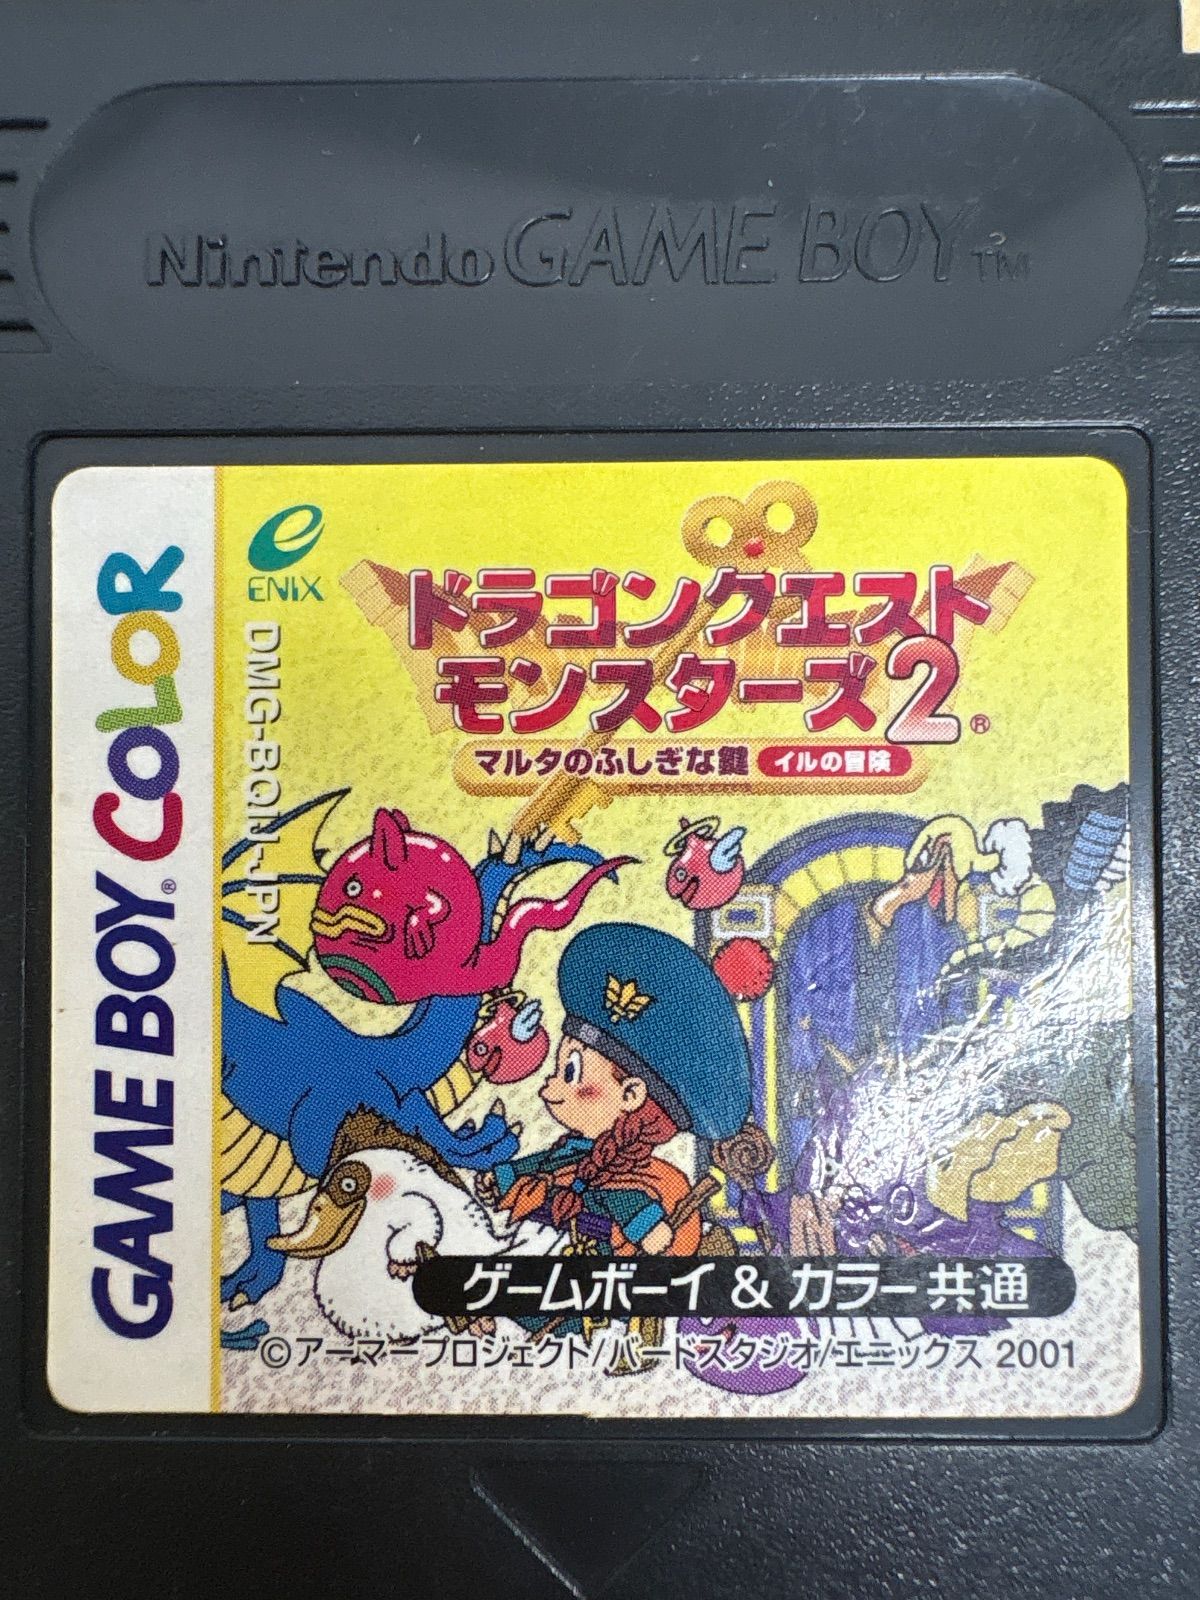 Nintendo GAME BOY TM
GAME BOY COLOR
®
ENIX
DMG-BQIJ-JPN
ドラゴンクエスト
モンスターズ2®
マルタのふしぎな鍵 イルの冒険
MONSTERS
ゲームボーイ & カラー共通
©アーマープロジェクト/バードスタジオ/エニックス 2001